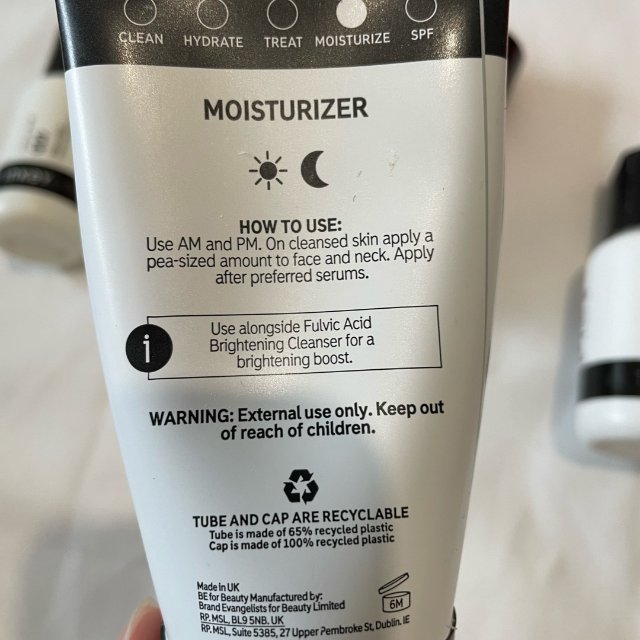 CLEAN HYDRATE TREAT MOISTURIZE SPF
MOISTURIZER
HOW TO USE:
Use AM and PM. On cleansed skin apply a
pea-sized amount to face and neck. Apply
after preferred serums.
i
Use alongside Fulvic Acid
Brightening Cleanser for a
brightening boost.
WARNING: External use only. Keep out
of reach of children.
TUBE AND CAP ARE RECYCLABLE
Tube is made of 65% recycled plastic
Cap is made of 100% recycled plastic
Made in UK
BE for Beauty Manufactured by:
Brand Evangelists for Beauty Limited
RP. MSL, BL9 5NB. UK
RP. MSL, Suite 5385, 27 Upper Pembroke St, Dublin. IE
6M